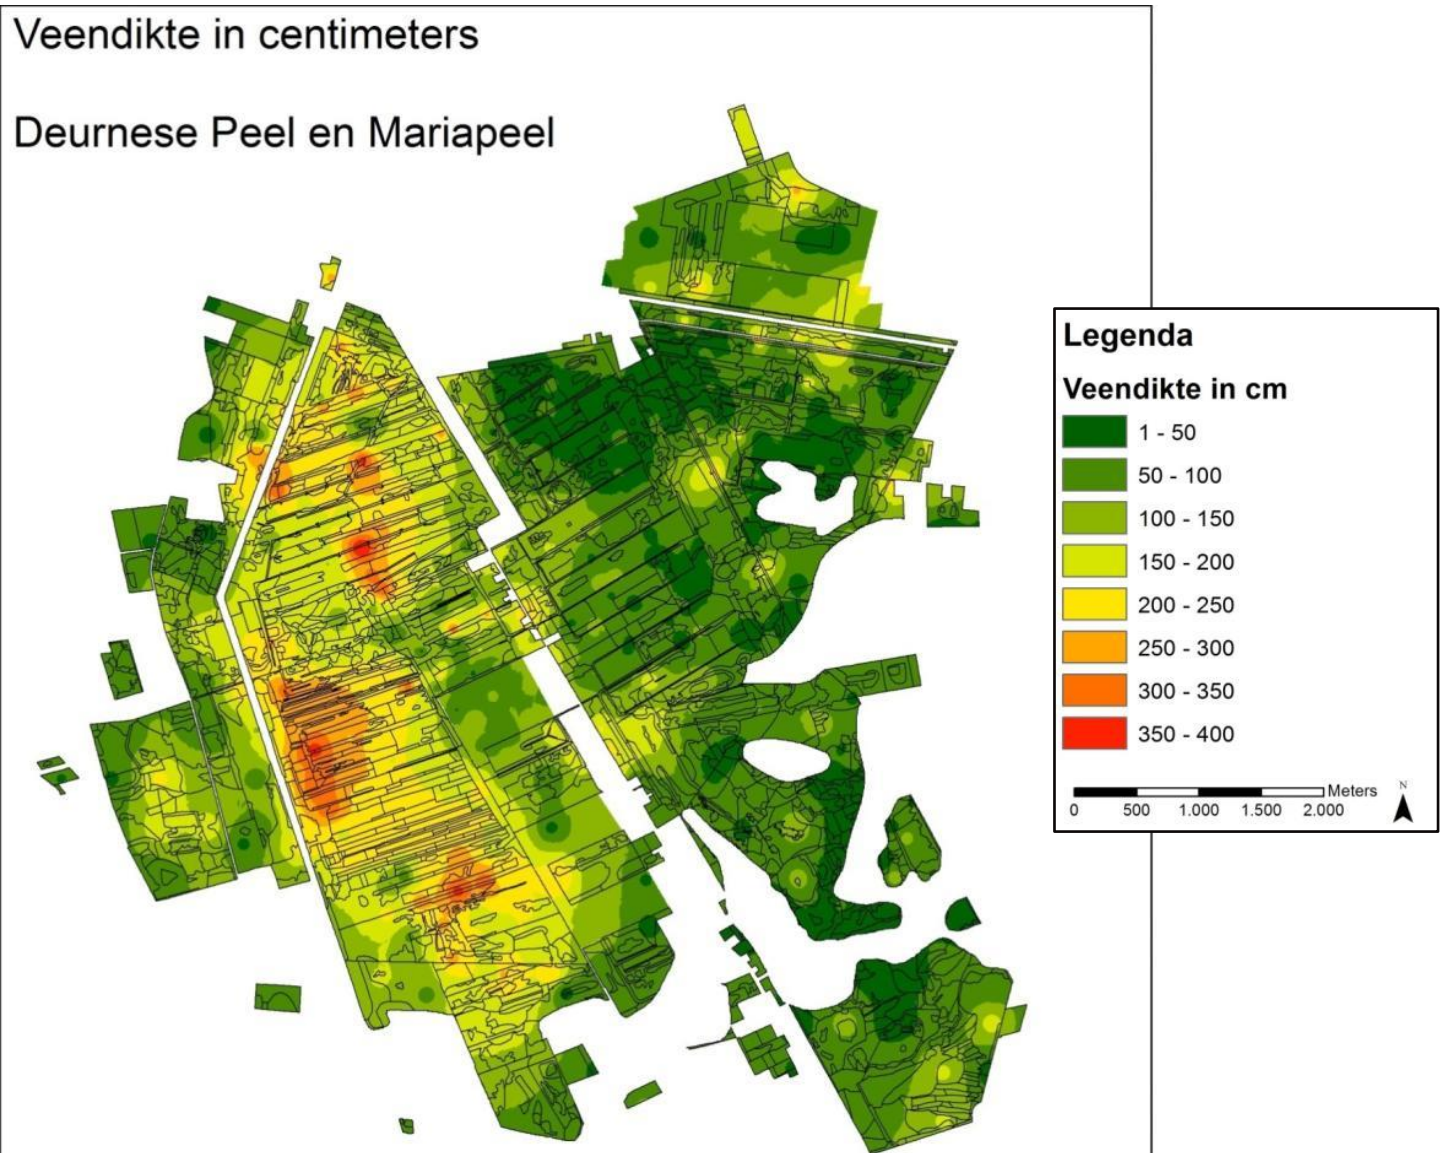 Veendikte in centimeters
Deurnese Peel en Mariapeel
Legenda
Veendikte in cm
1 - 50
50 - 100
100 - 150
150 - 200
200 - 250
250 - 300
300 - 350
350 - 400
Meters
N
0 500 1.000 1.500 2.000